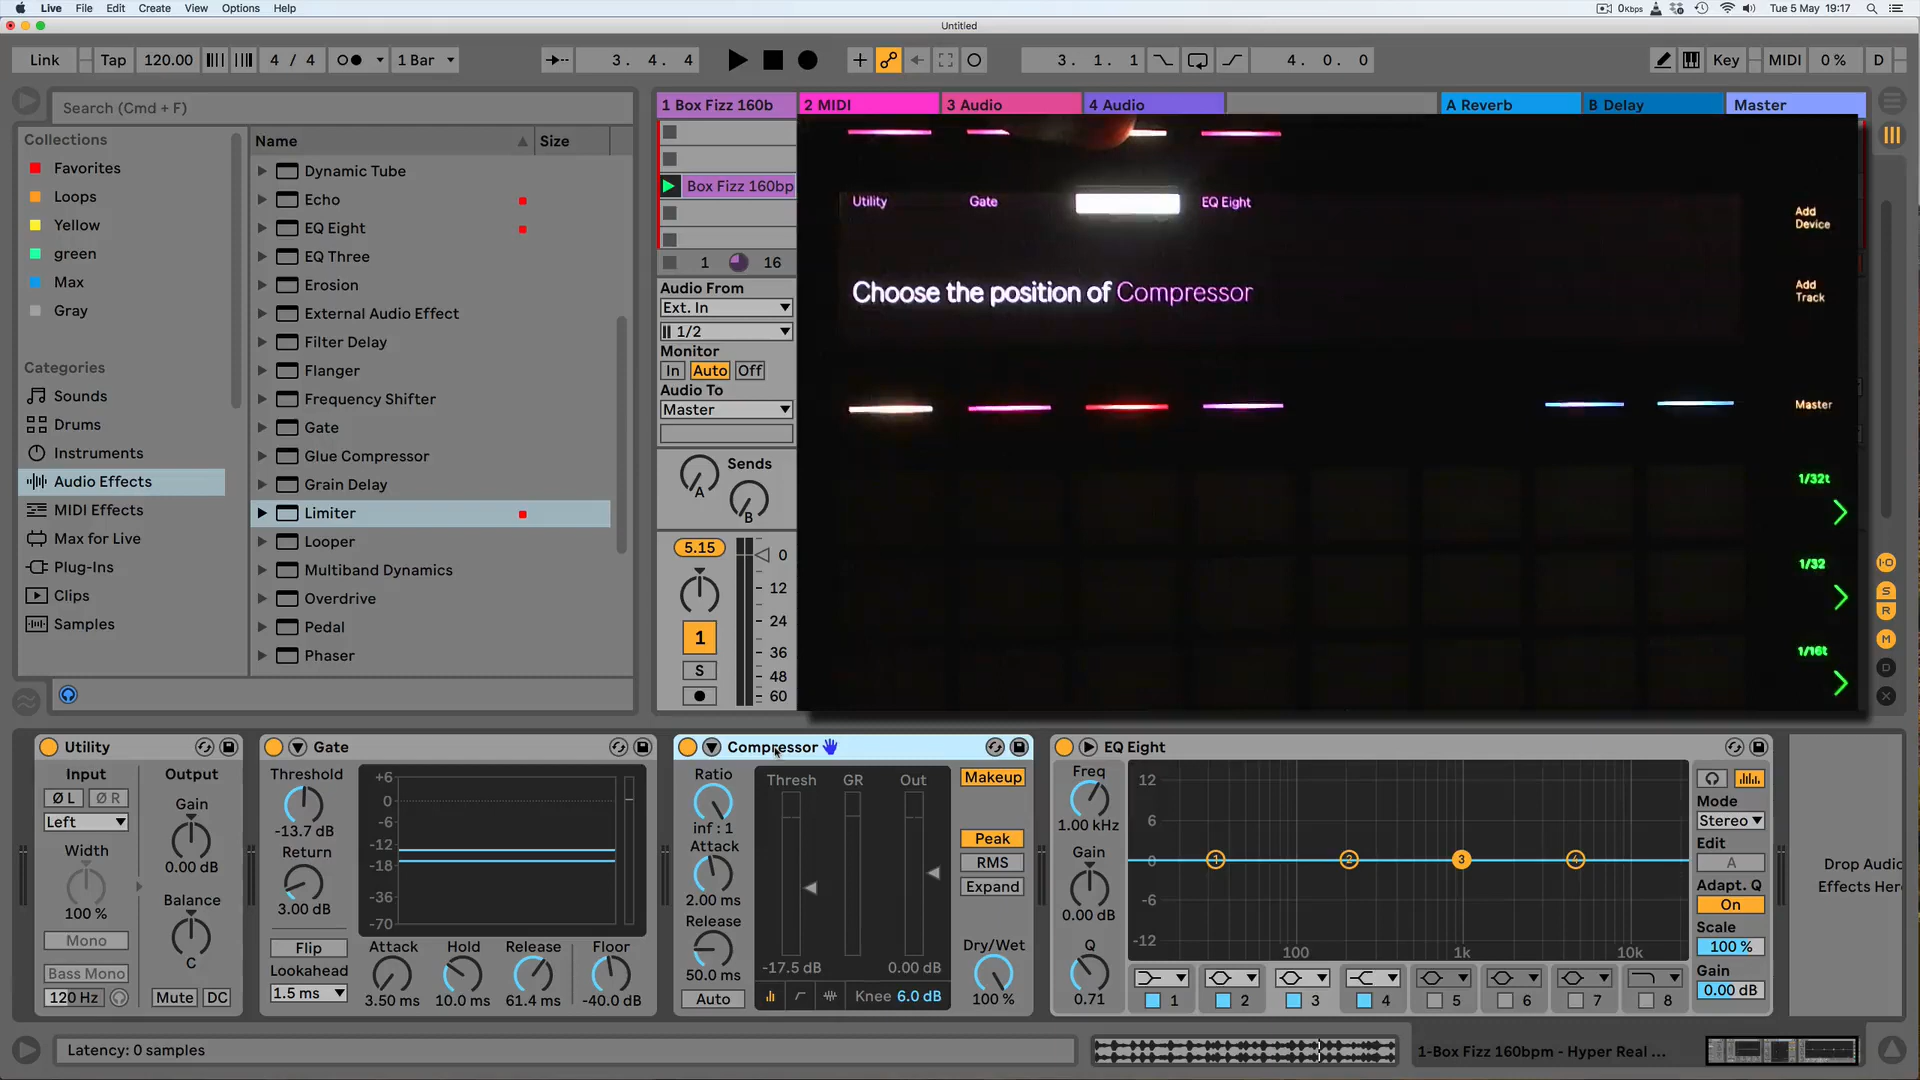 Live File Edit Create View Options Help
0Kbps Tue 5 May 19:17
Untitled
Link Tap 120.00 4 / 4 1 Bar 3. 4. 4 3. 1. 1 4. 0. 0 Key MIDI 0 % D
Search (Cmd + F)
Collections
Favorites
Loops
Yellow
green
Max
Gray
Categories
Sounds
Drums
Instruments
Audio Effects
MIDI Effects
Max for Live
Plug-Ins
Clips
Samples
Name Size
Dynamic Tube
Echo
EQ Eight
EQ Three
Erosion
External Audio Effect
Filter Delay
Flanger
Frequency Shifter
Gate
Glue Compressor
Grain Delay
Limiter
Looper
Multiband Dynamics
Overdrive
Pedal
Phaser
1 Box Fizz 160b 2 MIDI 3 Audio 4 Audio A Reverb B Delay Master
Box Fizz 160bp
1 16
Audio From
Ext. In
1/2
Monitor
In Auto Off
Audio To
Master
Sends
A
B
5.15
0
12
24
36
48
60
1
S
Utility Gate EQ Eight
Add
Device
Choose the position of Compressor
Add
Track
Master
1/32t
1/32
1/16t
I·O
S
R
M
D
X
Utility
Input Output
Ø L Ø R
Left
Gain
0.00 dB
Width
100 %
Balance
C
Mono
Bass Mono
120 Hz
Mute DC
Gate
Threshold
-13.7 dB
Return
3.00 dB
Flip
Lookahead
1.5 ms
+6
0
-6
-12
-18
-36
-70
Attack Hold Release Floor
3.50 ms 10.0 ms 61.4 ms -40.0 dB
Compressor
Ratio
inf : 1
Attack
2.00 ms
Release
50.0 ms
Auto
Thresh GR Out
-17.5 dB 0.00 dB
Knee 6.0 dB
Makeup
Peak
RMS
Expand
Dry/Wet
100 %
EQ Eight
Freq
1.00 kHz
Gain
0.00 dB
Q
0.71
12
6
0
-6
-12
1 2 3 4
100 1k 10k
1 2 3 4 5 6 7 8
Mode
Stereo
Edit
A
Adapt. Q
On
Scale
100 %
Gain
0.00 dB
Drop Audio
Effects Here
Latency: 0 samples
1-Box Fizz 160bpm - Hyper Real ...